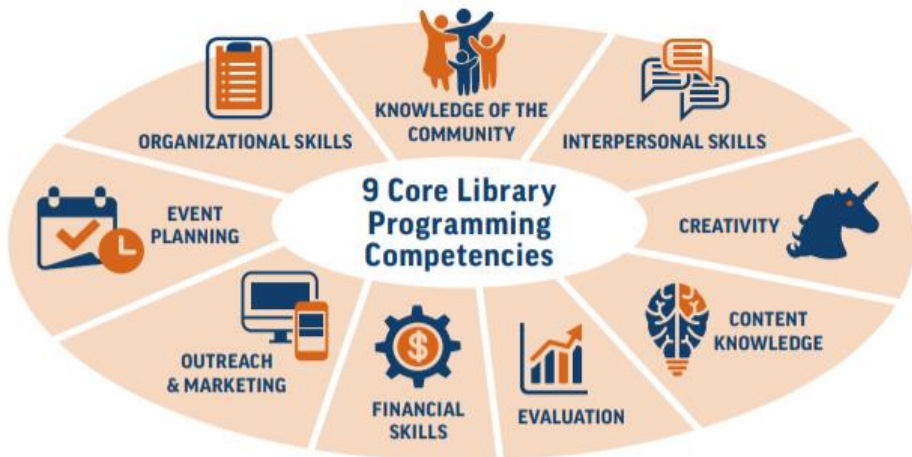 KNOWLEDGE OF THE
COMMUNITY
ORGANIZATIONAL SKILLS
INTERPERSONAL SKILLS
9 Core Library
Programming
Competencies
EVENT
PLANNING
CREATIVITY
OUTREACH
& MARKETING
$
FINANCIAL
SKILLS
EVALUATION
CONTENT
KNOWLEDGE